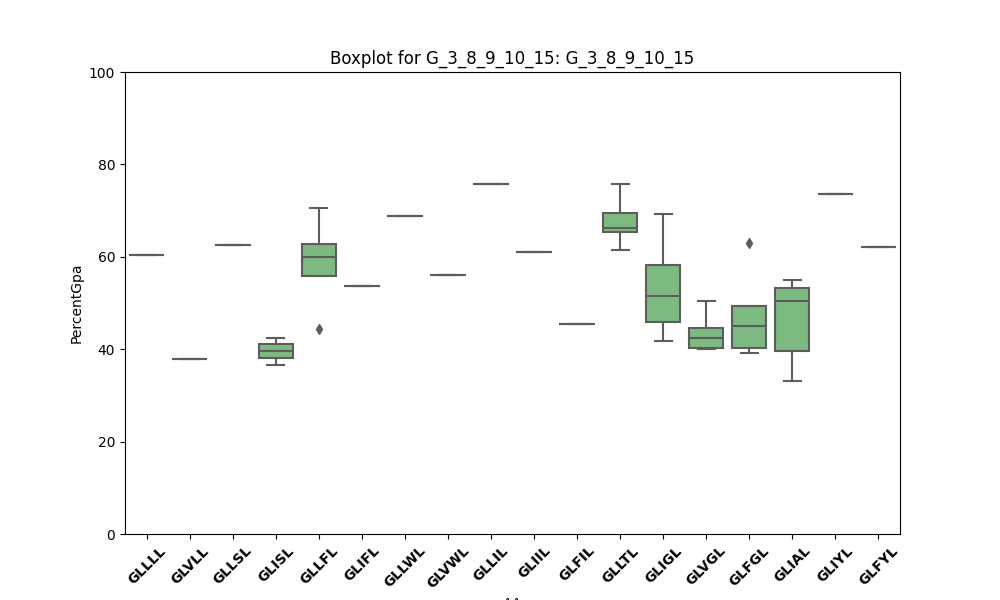 Boxplot for G_3_8_9_10_15: G_3_8_9_10_15
100
80
60
40
20
0
PercentGpa
GLLLL GLVLL GLLSL GLISL GLLFL GLIFL GLLWL GLVWL GLLIL GLIIL GLFIL GLLTL GLIGL GLVGL GLFGL GLIAL GLIYL GLFYL